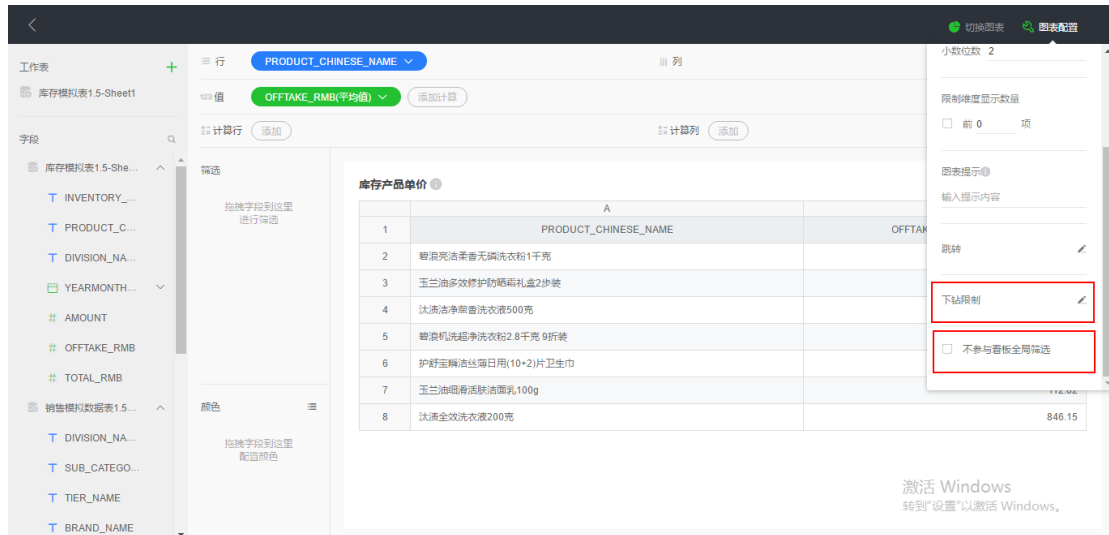 切换图表
图表配置
工作表
+
库存模拟表1.5-Sheet1
字段
库存模拟表1.5-She...
T INVENTORY_...
T PRODUCT_C...
T DIVISION_NA...
YEARMONTH...
# AMOUNT
# OFFTAKE_RMB
# TOTAL_RMB
销售模拟数据表1.5...
T DIVISION_NA...
T SUB_CATEGO...
T TIER_NAME
T BRAND_NAME
行 PRODUCT_CHINESE_NAME
列
123 值 OFFTAKE_RMB(平均值) 添加计算
计算行 添加
计算列 添加
筛选
拖拽字段到这里
进行筛选
颜色
拖拽字段到这里
配置颜色
库存产品单价
A
1 PRODUCT_CHINESE_NAME OFFTAK
2 碧浪亮洁柔香无磷洗衣粉1千克
3 玉兰油多效修护防晒霜礼盒2步装
4 汰渍洁净薰香洗衣液500克
5 碧浪机洗超净洗衣粉2.8千克 9折装
6 护舒宝瞬洁丝薄日用(10+2)片卫生巾
7 玉兰油细滑活肤洁面乳100g
8 汰渍全效洗衣液200克 846.15
小数位数 2
限制维度显示数量
前 0 项
图表提示
输入提示内容
跳转
下钻限制
不参与看板全局筛选
激活 Windows
转到"设置"以激活 Windows。